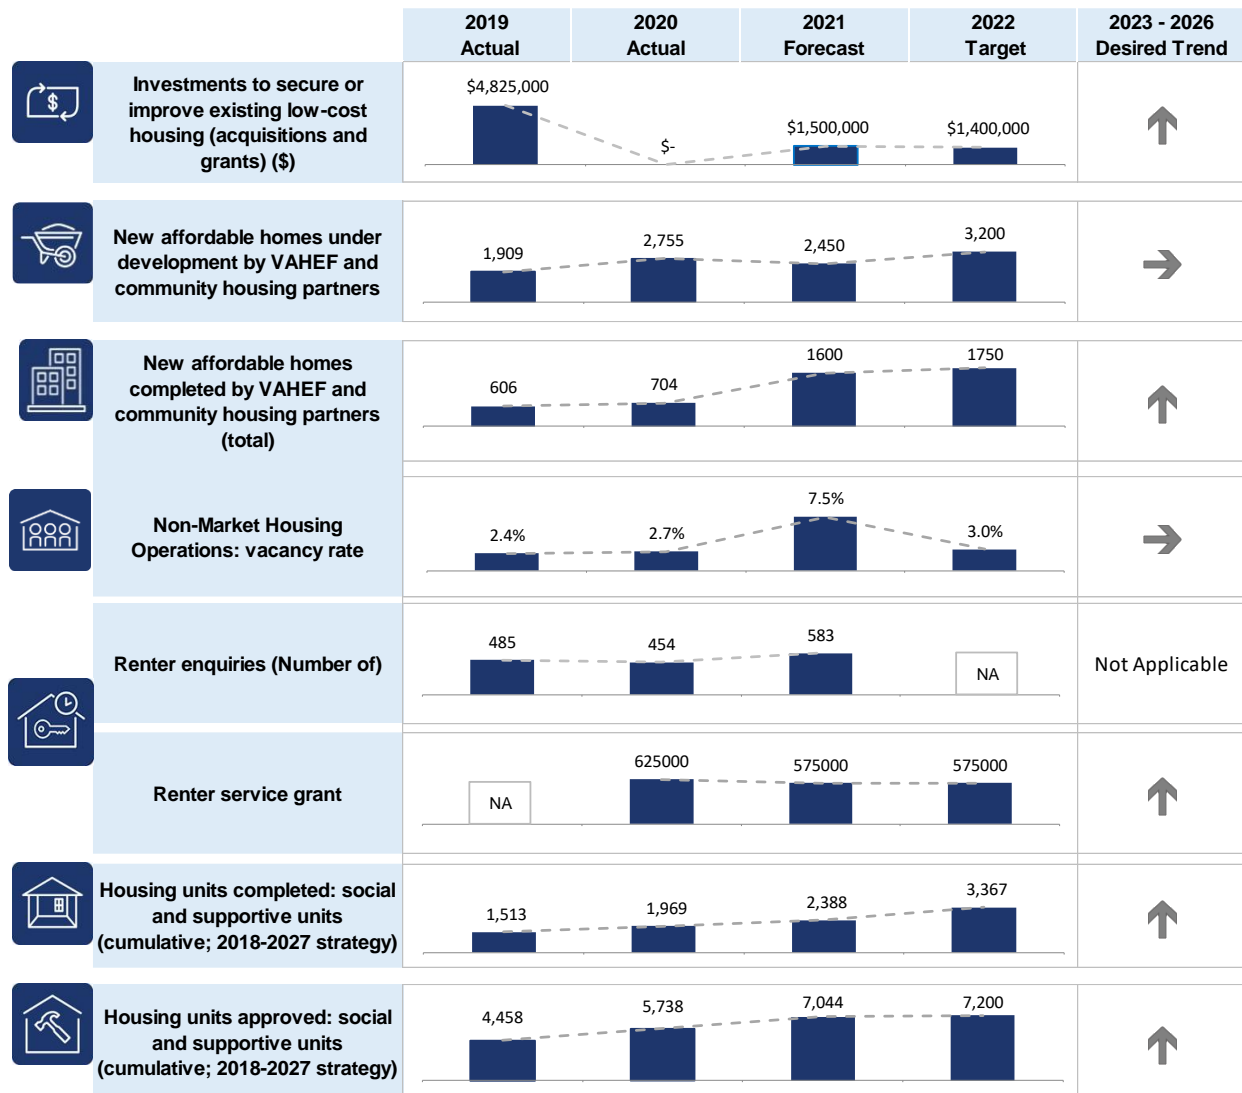 2019
Actual
2020
Actual
2021
Forecast
2022
Target
2023 - 2026
Desired Trend
$
Investments to secure or
improve existing low-cost
housing (acquisitions and
grants) ($)
$4,825,000
$-
$1,500,000
$1,400,000
New affordable homes under
development by VAHEF and
community housing partners
1,909
2,755
2,450
3,200
New affordable homes
completed by VAHEF and
community housing partners
(total)
606
704
1600
1750
Non-Market Housing
Operations: vacancy rate
2.4%
2.7%
7.5%
3.0%
Renter enquiries (Number of)
485
454
583
NA
Not Applicable
Renter service grant
NA
625000
575000
575000
Housing units completed: social
and supportive units
(cumulative; 2018-2027 strategy)
1,513
1,969
2,388
3,367
Housing units approved: social
and supportive units
(cumulative; 2018-2027 strategy)
4,458
5,738
7,044
7,200